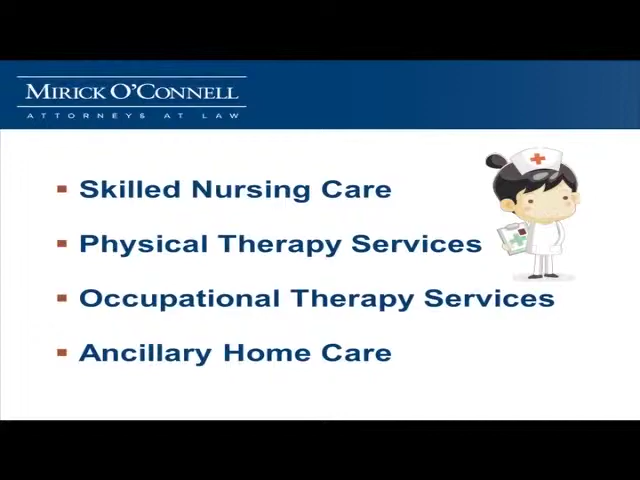 MIRICK O'CONNELL
ATTORNEYS AT LAW
Skilled Nursing Care
Physical Therapy Services
Occupational Therapy Services
Ancillary Home Care